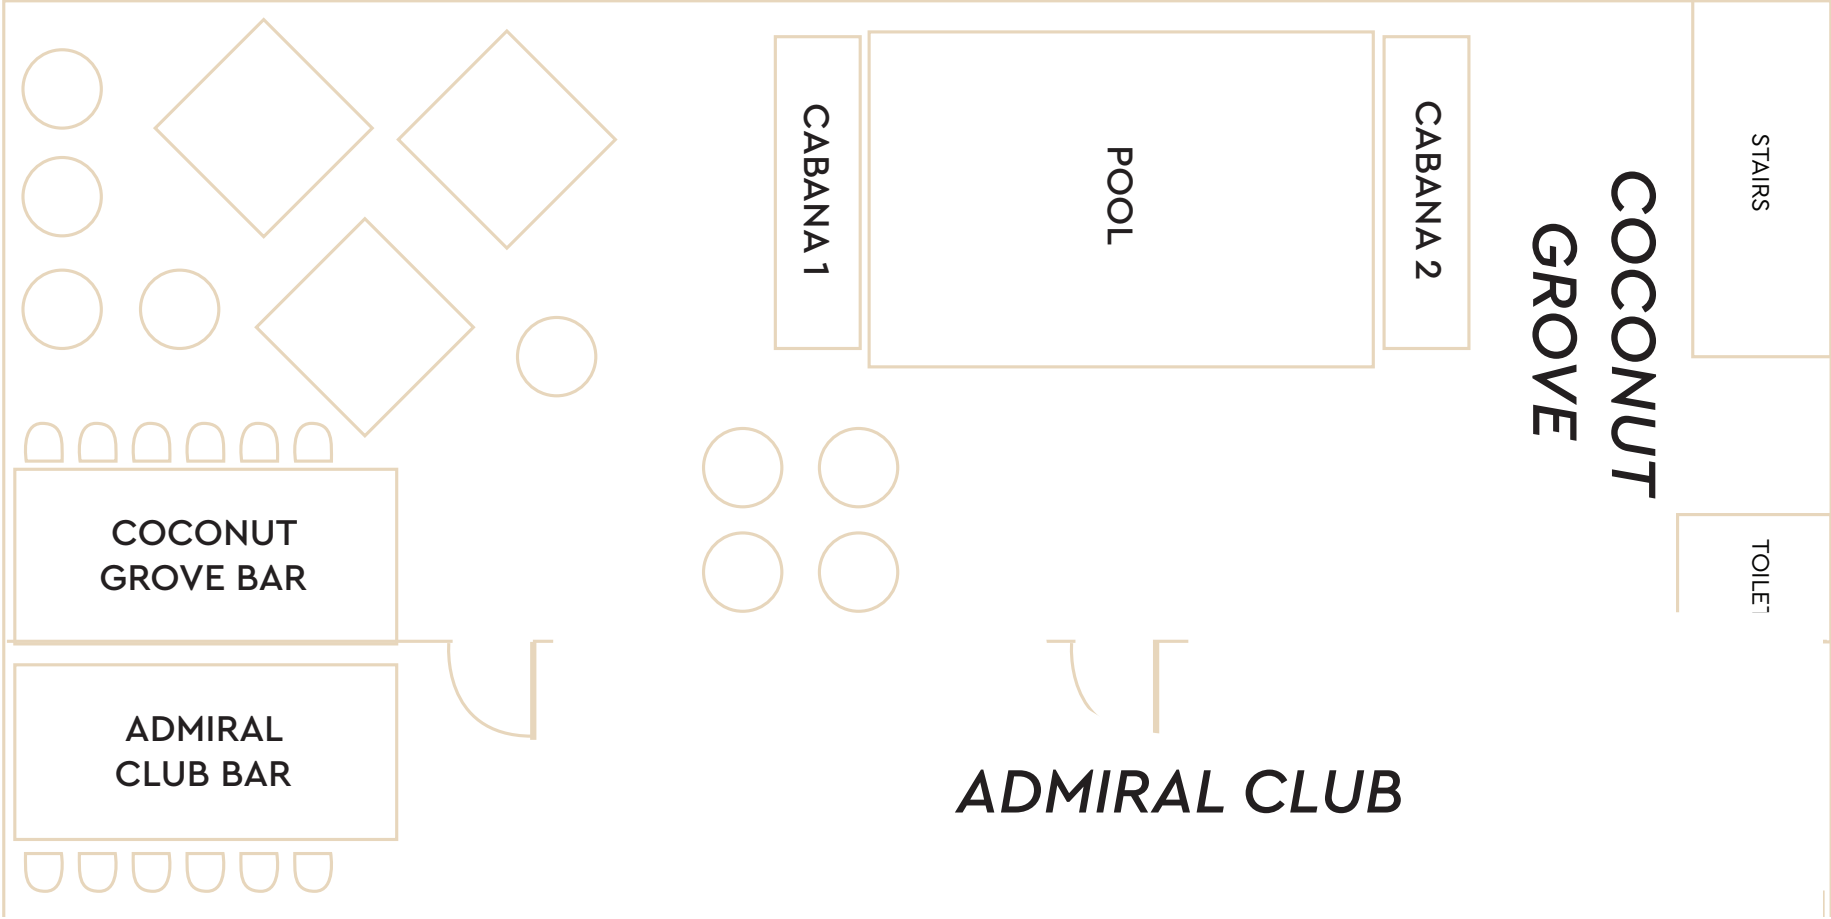 CABANA 1
POOL
CABANA 2
COCONUT
GROVE
STAIRS
TOILET
COCONUT
GROVE BAR
ADMIRAL
CLUB BAR
ADMIRAL CLUB